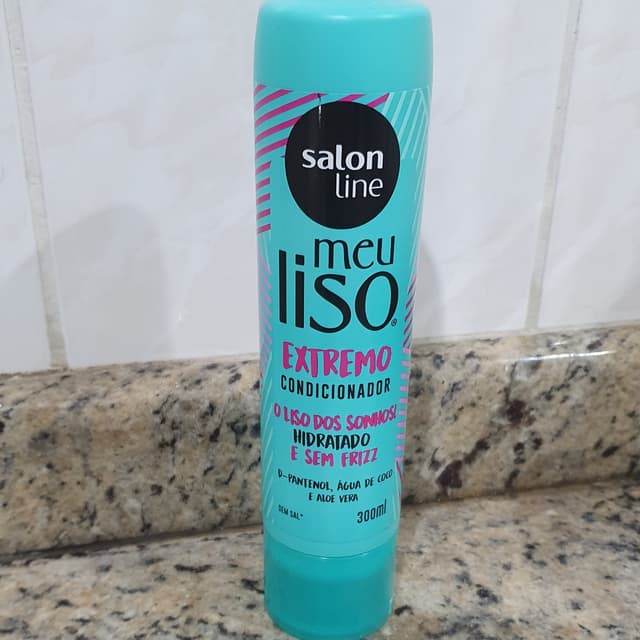 salon
line
meu
liso®
EXTREMO
CONDICIONADOR
O LISO DOS SONHOS!
HIDRATADO
E SEM FRIZZ
D-PANTENOL, ÁGUA DE COCO
E ALOE VERA
SEM SAL*
300ml